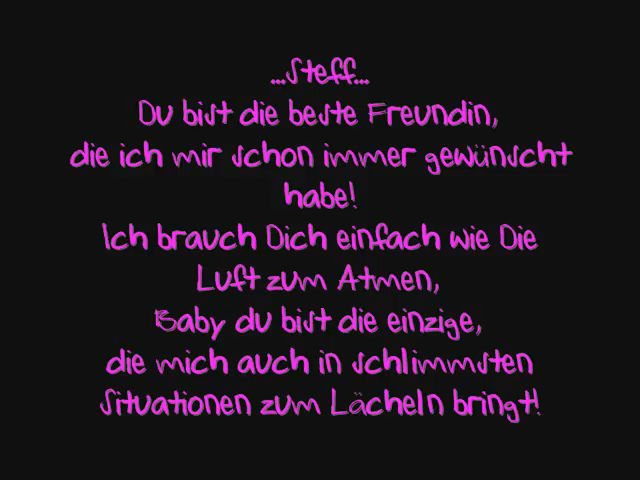 ...Steff...
Du bist die beste Freundin,
die ich mir schon immer gewünscht
habe!
Ich brauch Dich einfach wie Die
Luft zum Atmen,
Baby du bist die einzige,
die mich auch in schlimmsten
Situationen zum Lächeln bringt!